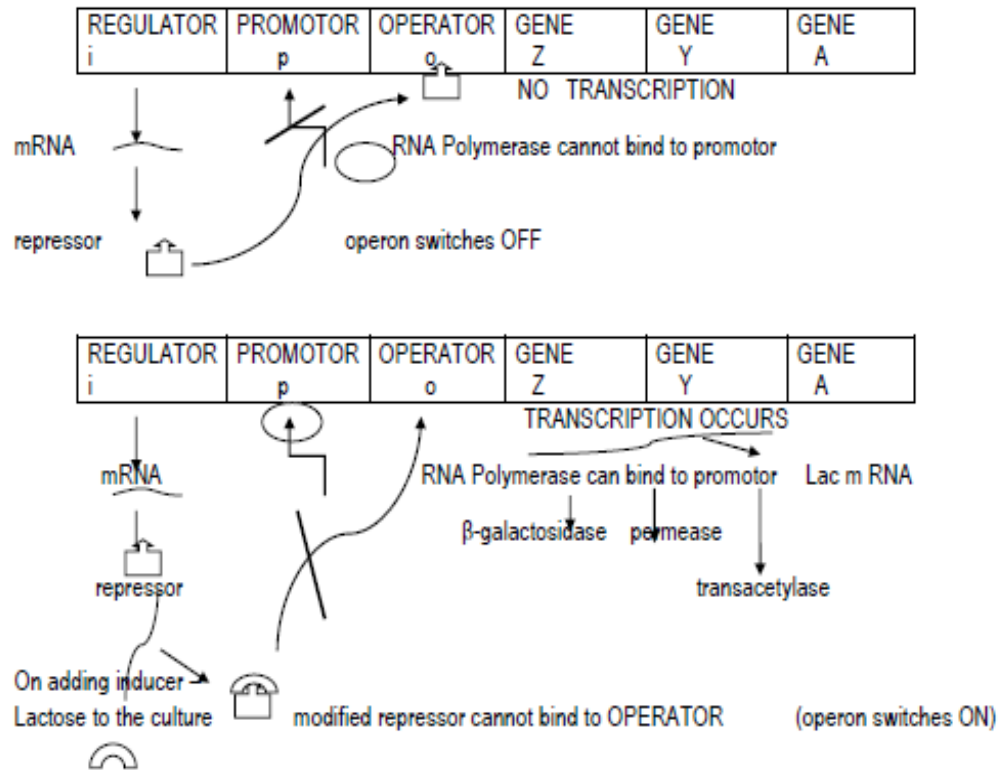 REGULATOR PROMOTOR OPERATOR GENE GENE GENE
i p o Z Y A
NO TRANSCRIPTION
mRNA RNA Polymerase cannot bind to promotor
repressor operon switches OFF
REGULATOR PROMOTOR OPERATOR GENE GENE GENE
i p o Z Y A
TRANSCRIPTION OCCURS
mRNA RNA Polymerase can bind to promotor Lac m RNA
β-galactosidase permease
repressor transacetylase
On adding inducer
Lactose to the culture modified repressor cannot bind to OPERATOR (operon switches ON)